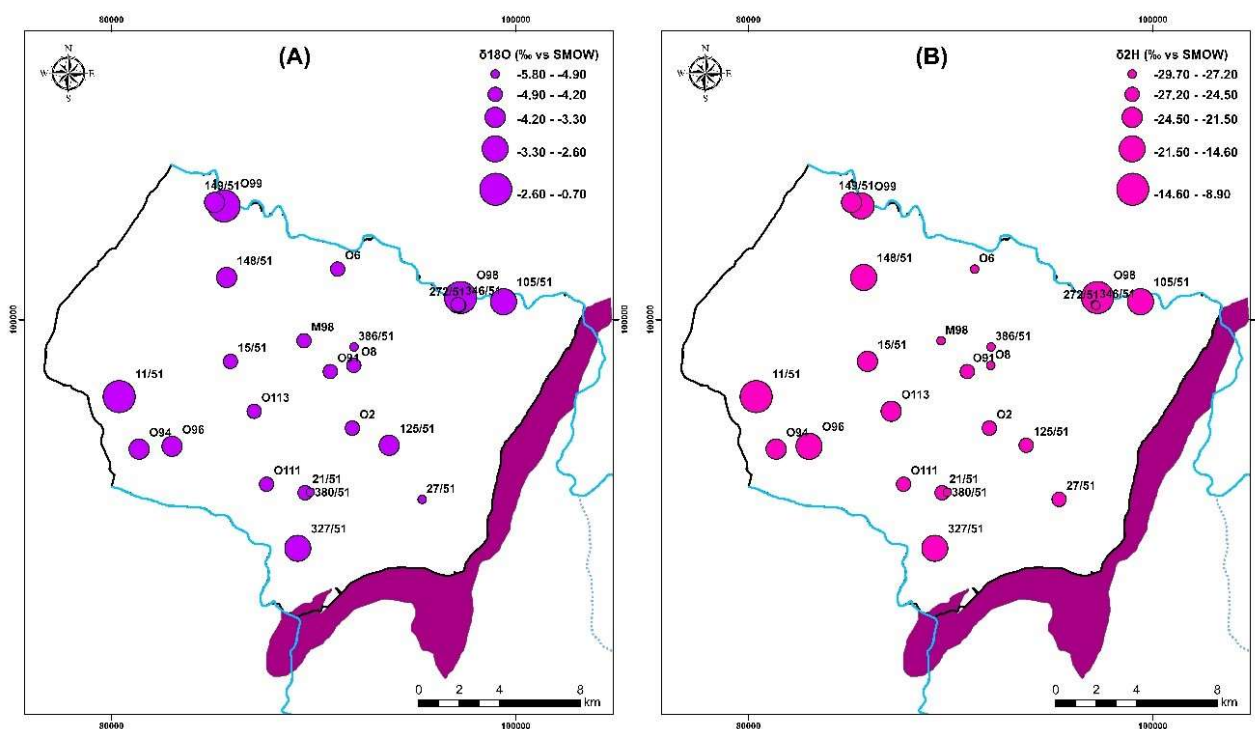 80000
100000
(A)
N
W
E
S
δ18O (‰ vs SMOW)
-5.80 - -4.90
-4.90 - -4.20
-4.20 - -3.30
-3.30 - -2.60
-2.60 - -0.70
149/51
O99
148/51
O6
O98
272/51
346/51
105/51
M98
386/51
15/51
O91
O8
11/51
O113
O94
O96
O2
125/51
O111
21/51
380/51
27/51
327/51
0 2 4 8
km
80000
100000
80000
100000
(B)
N
W
E
S
δ2H (‰ vs SMOW)
-29.70 - -27.20
-27.20 - -24.50
-24.50 - -21.50
-21.50 - -14.60
-14.60 - -8.90
149/51
O99
148/51
O6
O98
272/51
346/51
105/51
M98
386/51
15/51
O91
O8
11/51
O113
O94
O96
O2
125/51
O111
21/51
380/51
27/51
327/51
0 2 4 8
km
80000
100000